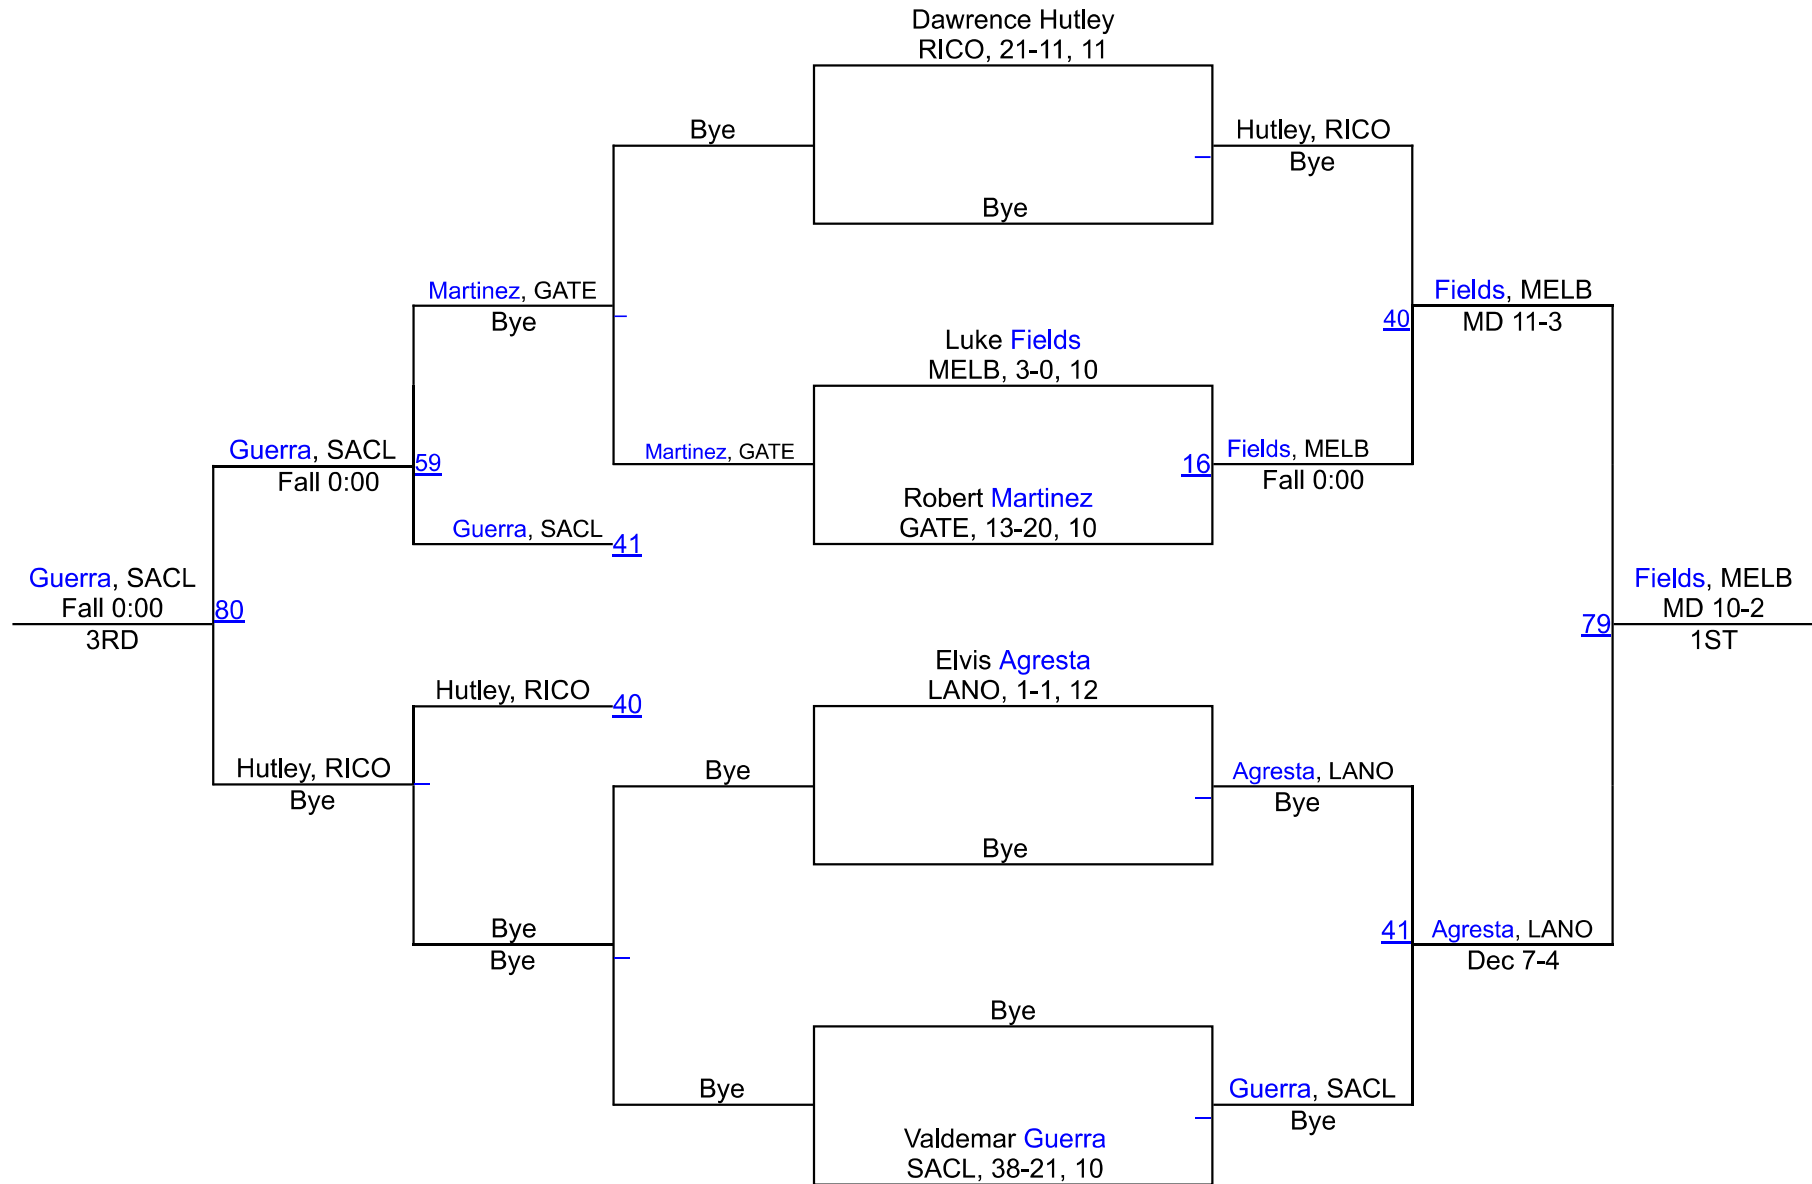 Dawrence Hutley
RICO, 21-11, 11
Bye
Hutley, RICO
Bye
Bye
Martinez, GATE
Bye
Fields, MELB
40
MD 11-3
Luke Fields
MELB, 3-0, 10
Guerra, SACL
59
Fall 0:00
Martinez, GATE
16
Fields, MELB
Fall 0:00
Robert Martinez
GATE, 13-20, 10
Guerra, SACL
41
Guerra, SACL
Fall 0:00
80
3RD
Fields, MELB
MD 10-2
79
1ST
Elvis Agresta
LANO, 1-1, 12
Hutley, RICO
40
Hutley, RICO
Bye
Bye
Agresta, LANO
Bye
Bye
Bye
Bye
41
Agresta, LANO
Dec 7-4
Bye
Bye
Guerra, SACL
Bye
Valdemar Guerra
SACL, 38-21, 10